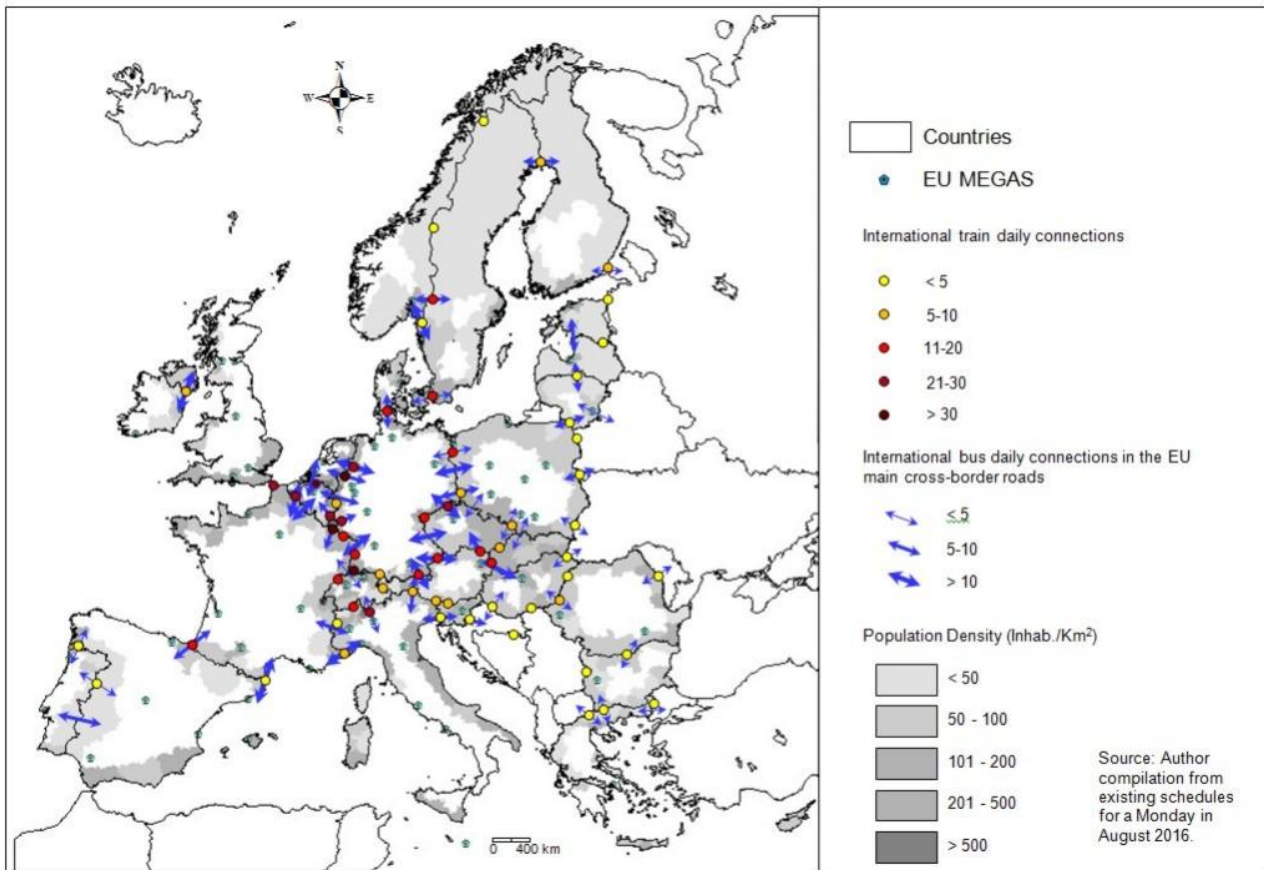 N
W E
S
0 400 km
Countries
EU MEGAS
International train daily connections
< 5
5-10
11-20
21-30
> 30
International bus daily connections in the EU
main cross-border roads
≤ 5
5-10
> 10
Population Density (Inhab./Km²)
< 50
50 - 100
101 - 200
201 - 500
> 500
Source: Author
compilation from
existing schedules
for a Monday in
August 2016.